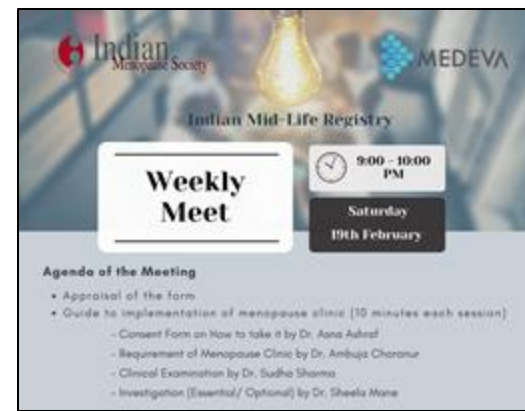 Indian
Menopause Society
MEDEVA
Indian Mid-Life Registry
Weekly
Meet
9:00 - 10:00
PM
Saturday
19th February
Agenda of the Meeting
• Appraisal of the form
• Guide to implementation of menopause clinic (10 minutes each session)
- Consent Form on How to take it by Dr. Asna Ashraf
- Requirement of Menopause Clinic by Dr. Ambuja Choranur
- Clinical Examination by Dr. Sudha Sharma
- Investigation (Essential/ Optional) by Dr. Sheela Mane